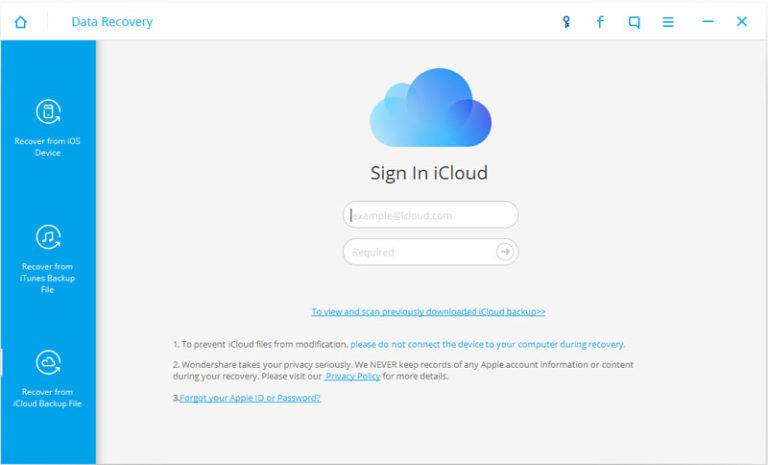 Data Recovery
Recover from iOS
Device
Recover from
iTunes Backup
File
Recover from
iCloud Backup File
Sign In iCloud
example@icloud.com
Required
To view and scan previously downloaded iCloud backup>>
1. To prevent iCloud files from modification, please do not connect the device to your computer during recovery.
2. Wondershare takes your privacy seriously. We NEVER keep records of any Apple account information or content
during your recovery. Please visit our Privacy Policy for more details.
3.Forgot your Apple ID or Password?